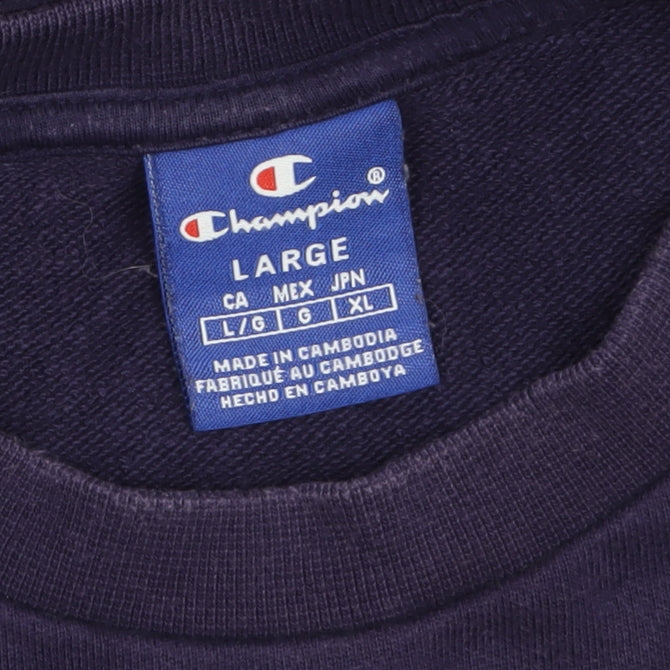 Champion®
LARGE
CA MEX JPN
L/G G XL
MADE IN CAMBODIA
FABRIQUÉ AU CAMBODGE
HECHO EN CAMBOYA